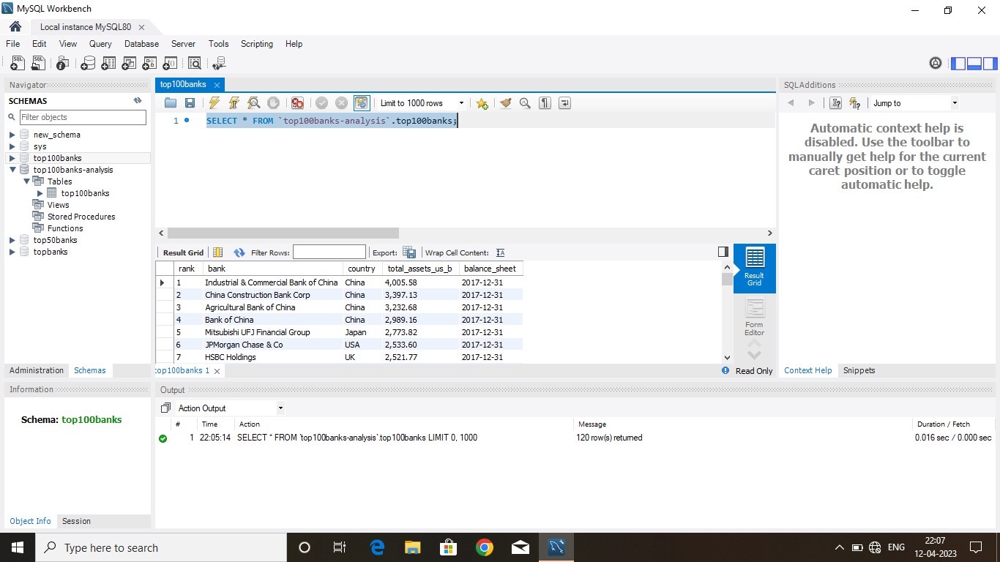 MySQL Workbench
Local instance MySQL80
File Edit View Query Database Server Tools Scripting Help
Navigator
SCHEMAS
Filter objects
new_schema
sys
top100banks
top100banks-analysis
Tables
top100banks
Views
Stored Procedures
Functions
top50banks
topbanks
Administration Schemas
Information
Schema: top100banks
Object Info Session
top100banks
Limit to 1000 rows
1 SELECT * FROM `top100banks-analysis`.top100banks;
Result Grid Filter Rows: Export: Wrap Cell Content:
rank bank country total_assets_us_b balance_sheet
1 Industrial & Commercial Bank of China China 4,005.58 2017-12-31
2 China Construction Bank Corp China 3,397.13 2017-12-31
3 Agricultural Bank of China China 3,232.68 2017-12-31
4 Bank of China China 2,989.16 2017-12-31
5 Mitsubishi UFJ Financial Group Japan 2,773.82 2017-12-31
6 JPMorgan Chase & Co USA 2,533.60 2017-12-31
7 HSBC Holdings UK 2,521.77 2017-12-31
Result
Grid
Form
Editor
top100banks 1
Read Only
SQLAdditions
Jump to
Automatic context help is
disabled. Use the toolbar to
manually get help for the current
caret position or to toggle
automatic help.
Context Help Snippets
Output
Action Output
# Time Action Message Duration / Fetch
1 22:05:14 SELECT * FROM `top100banks-analysis`.top100banks LIMIT 0, 1000 120 row(s) returned 0.016 sec / 0.000 sec
Type here to search
ENG
22:07
12-04-2023